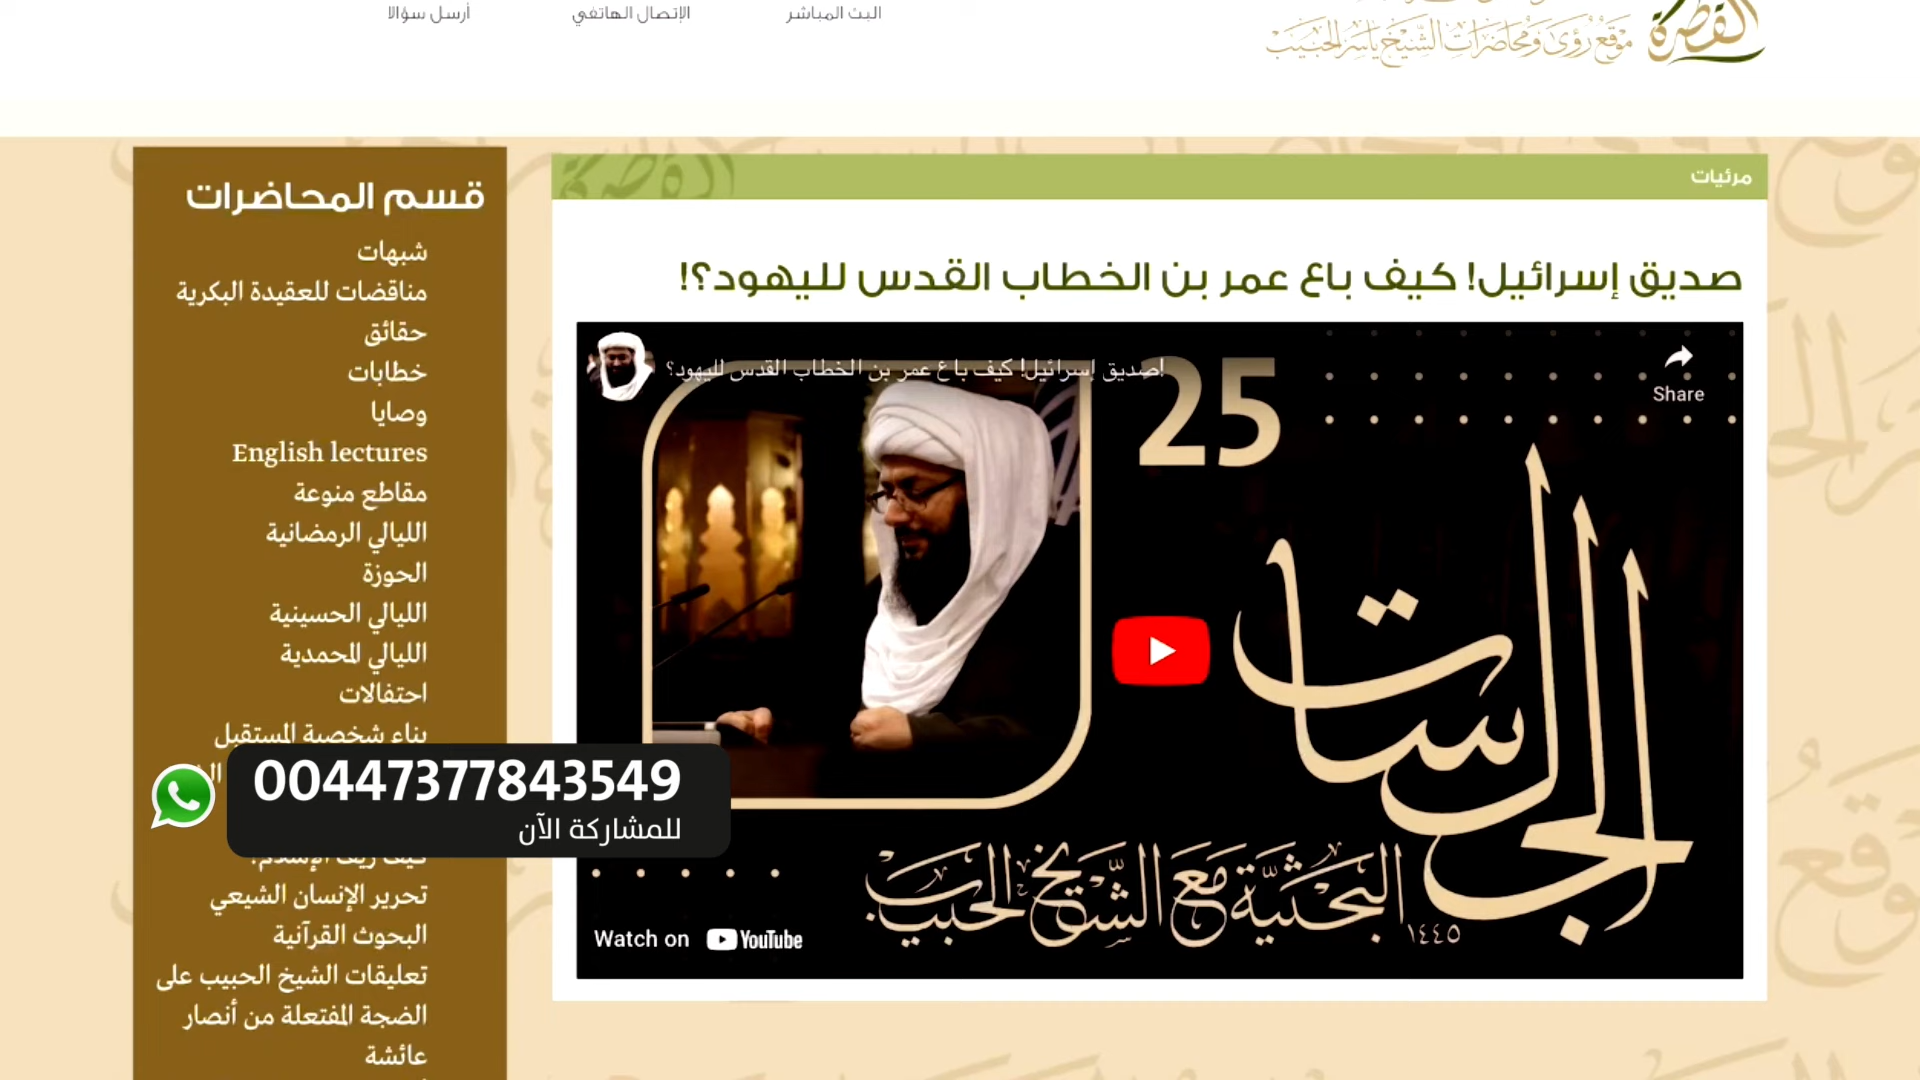 البث المباشر
الإتصال الهاتفي
أرسل سؤالا
القطرة
موقع رؤى ومحاضرات الشيخ ياسر الحبيب
مرئيات
صديق إسرائيل! كيف باع عمر بن الخطاب القدس لليهود؟!
صديق إسرائيل! كيف باع عمر بن الخطاب القدس لليهود؟!
Share
25
الجلسات
البحثية مع الشيخ الحبيب
١٤٤٥
Watch on YouTube
قسم المحاضرات
شبهات
مناقضات للعقيدة البكرية
حقائق
خطابات
وصايا
English lectures
مقاطع منوعة
الليالي الرمضانية
الحوزة
الليالي الحسينية
الليالي المحمدية
احتفالات
بناء شخصية المستقبل
00447377843549
للمشاركة الآن
كيف زيف الإسلام؟
تحرير الإنسان الشيعي
البحوث القرآنية
تعليقات الشيخ الحبيب على
الضجة المفتعلة من أنصار
عائشة